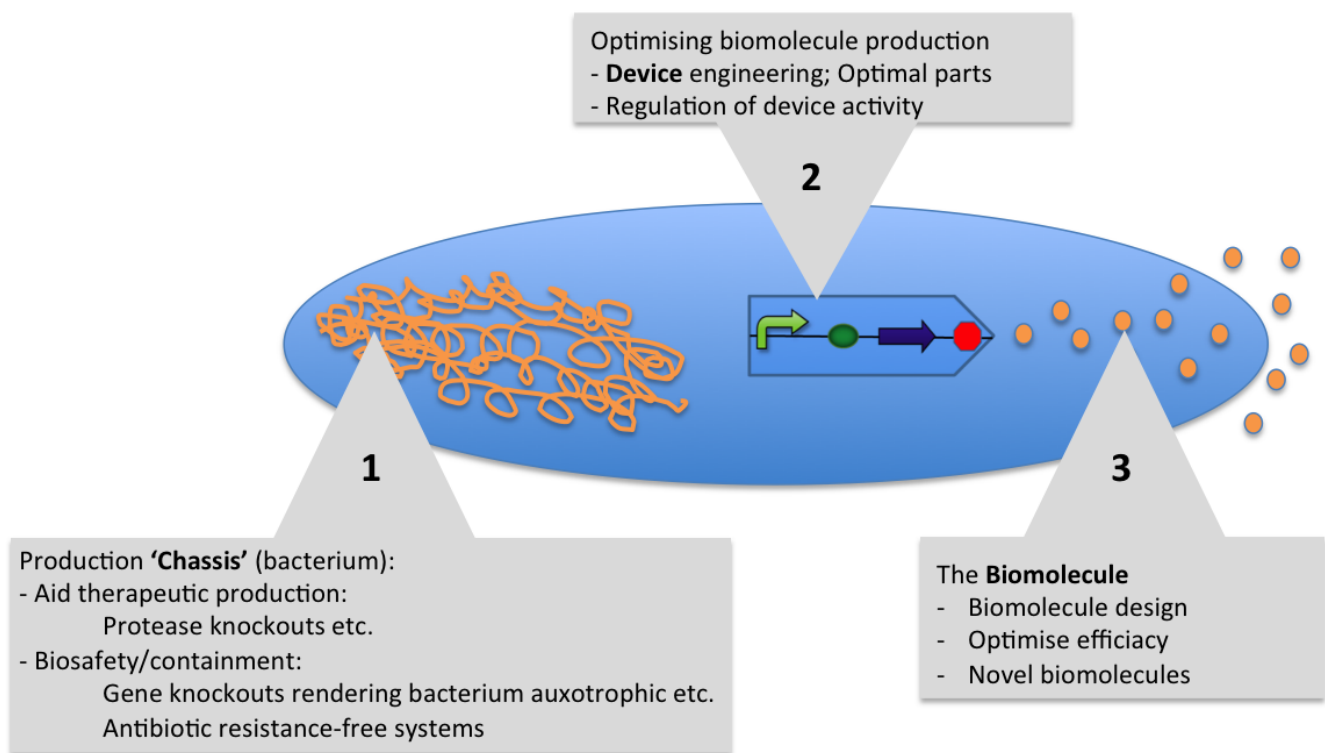 Optimising biomolecule production
- Device engineering; Optimal parts
- Regulation of device activity
2
1
3
Production ‘Chassis’ (bacterium):
- Aid therapeutic production:
Protease knockouts etc.
- Biosafety/containment:
Gene knockouts rendering bacterium auxotrophic etc.
Antibiotic resistance-free systems
The Biomolecule
- Biomolecule design
- Optimise efficiacy
- Novel biomolecules